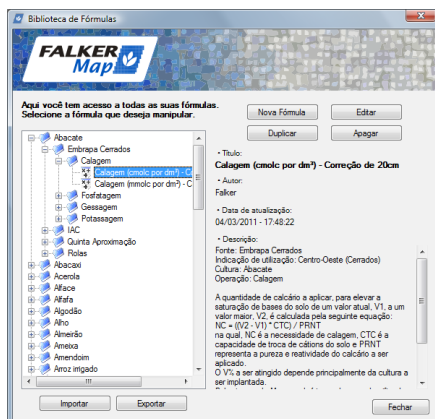 Biblioteca de Fórmulas
FALKER
Map
Aqui você tem acesso a todas as suas fórmulas.
Selecione a fórmula que deseja manipular.
Nova Fórmula
Editar
Duplicar
Apagar
Abacate
Embrapa Cerrados
Calagem
Calagem (cmolc por dm³) - Co
Calagem (mmolc por dm³) - C
Fosfatagem
Gessagem
Potassagem
IAC
Quinta Aproximação
Rolas
Abacaxi
Acerola
Alface
Alfafa
Algodão
Alho
Almeirão
Ameixa
Amendoim
Arroz irrigado
Importar
Exportar
• Título:
Calagem (cmolc por dm³) - Correção de 20cm
• Autor:
Falker
• Data de atualização:
04/03/2011 - 17:48:22
• Desrição:
Fonte: Embrapa Cerrados
Indicação de utilização: Centro-Oeste (Cerrados)
Cultura: Abacate
Operação: Calagem
A quantidade de calcário a aplicar, para elevar a
saturação de bases do solo de um valor atual, V1, a um
valor maior, V2, é calculada pela seguinte equação:
NC = ((V2 - V1) * CTC) / PRNT
na qual, NC é a necessidade de calagem, CTC é a
capacidade de troca de cátions do solo e PRNT
representa a pureza e reatividade do calcário a ser
aplicado.
O V% a ser atingido depende principalmente da cultura a
ser implantada.
Fechar